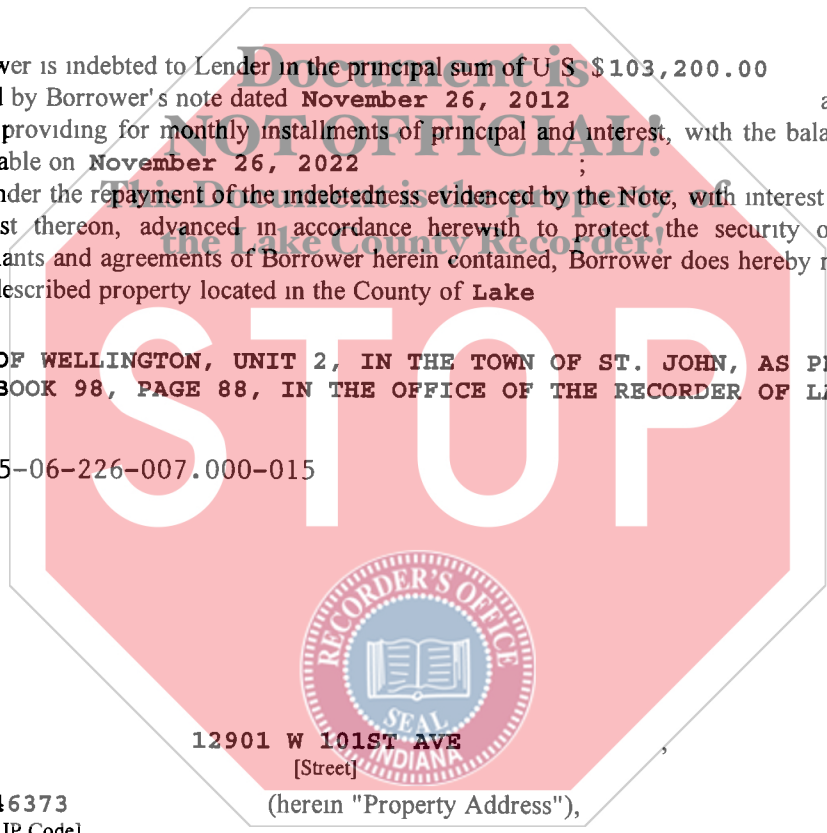 Document is
wer is indebted to Lender in the principal sum of U S $103,200.00
by Borrower's note dated November 26, 2012
NOT OFFICIAL!
providing for monthly installments of principal and interest, with the bala
able on November 26, 2022 ;
This Document is the property of
nder the repayment of the indebtedness evidenced by the Note, with interest
st thereon, advanced in accordance herewith to protect the security o
the Lake County Recorder!
ants and agreements of Borrower herein contained, Borrower does hereby
escribed property located in the County of Lake
STOP
OF WELLINGTON, UNIT 2, IN THE TOWN OF ST. JOHN, AS P
BOOK 98, PAGE 88, IN THE OFFICE OF THE RECORDER OF LA
5-06-226-007.000-015
RECORDER'S OFFICE
SEAL
INDIANA
12901 W 101ST AVE ,
[Street]
46373 (herein "Property Address"),
IP Code]